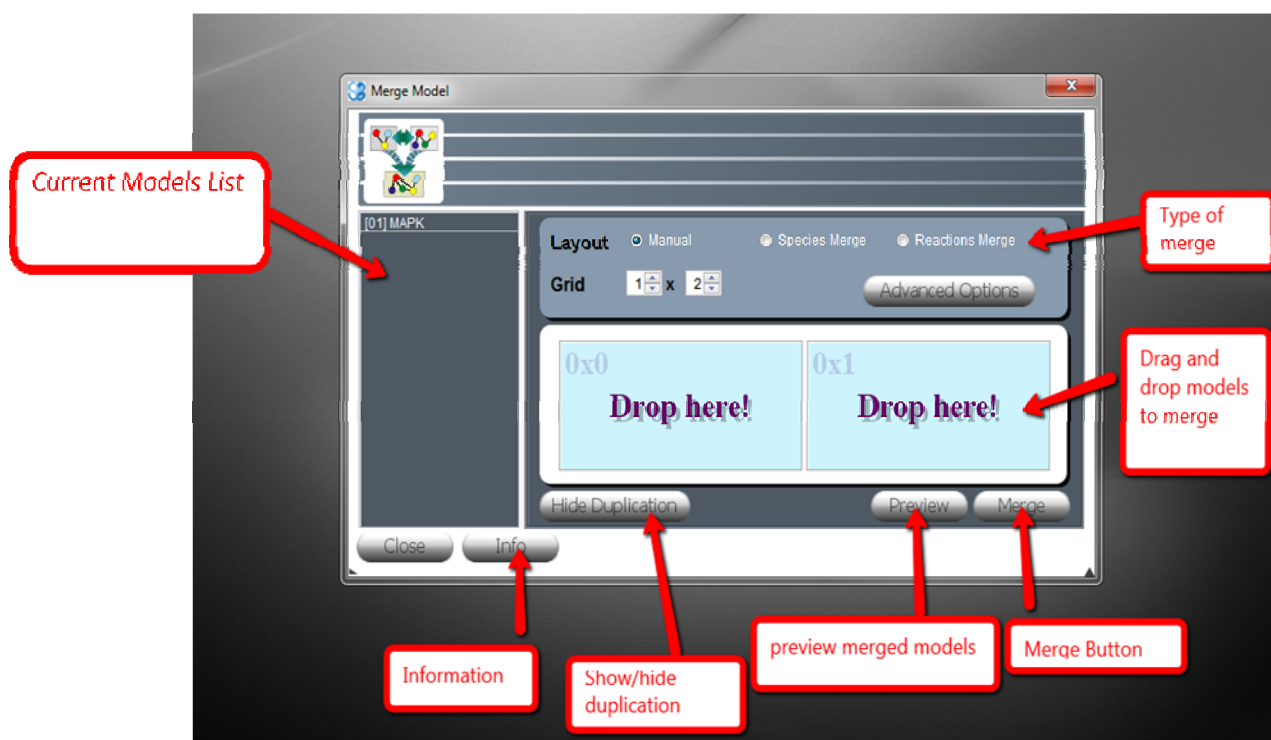 Merge Model
Current Models List
[01] MAPK
Layout Manual Species Merge Reactions Merge
Type of
merge
Grid 1 x 2
Advanced Options
0x0 0x1
Drop here! Drop here!
Drag and
drop models
to merge
Hide Duplication Preview Merge
Close Info
Information
Show/hide
duplication
preview merged models
Merge Button